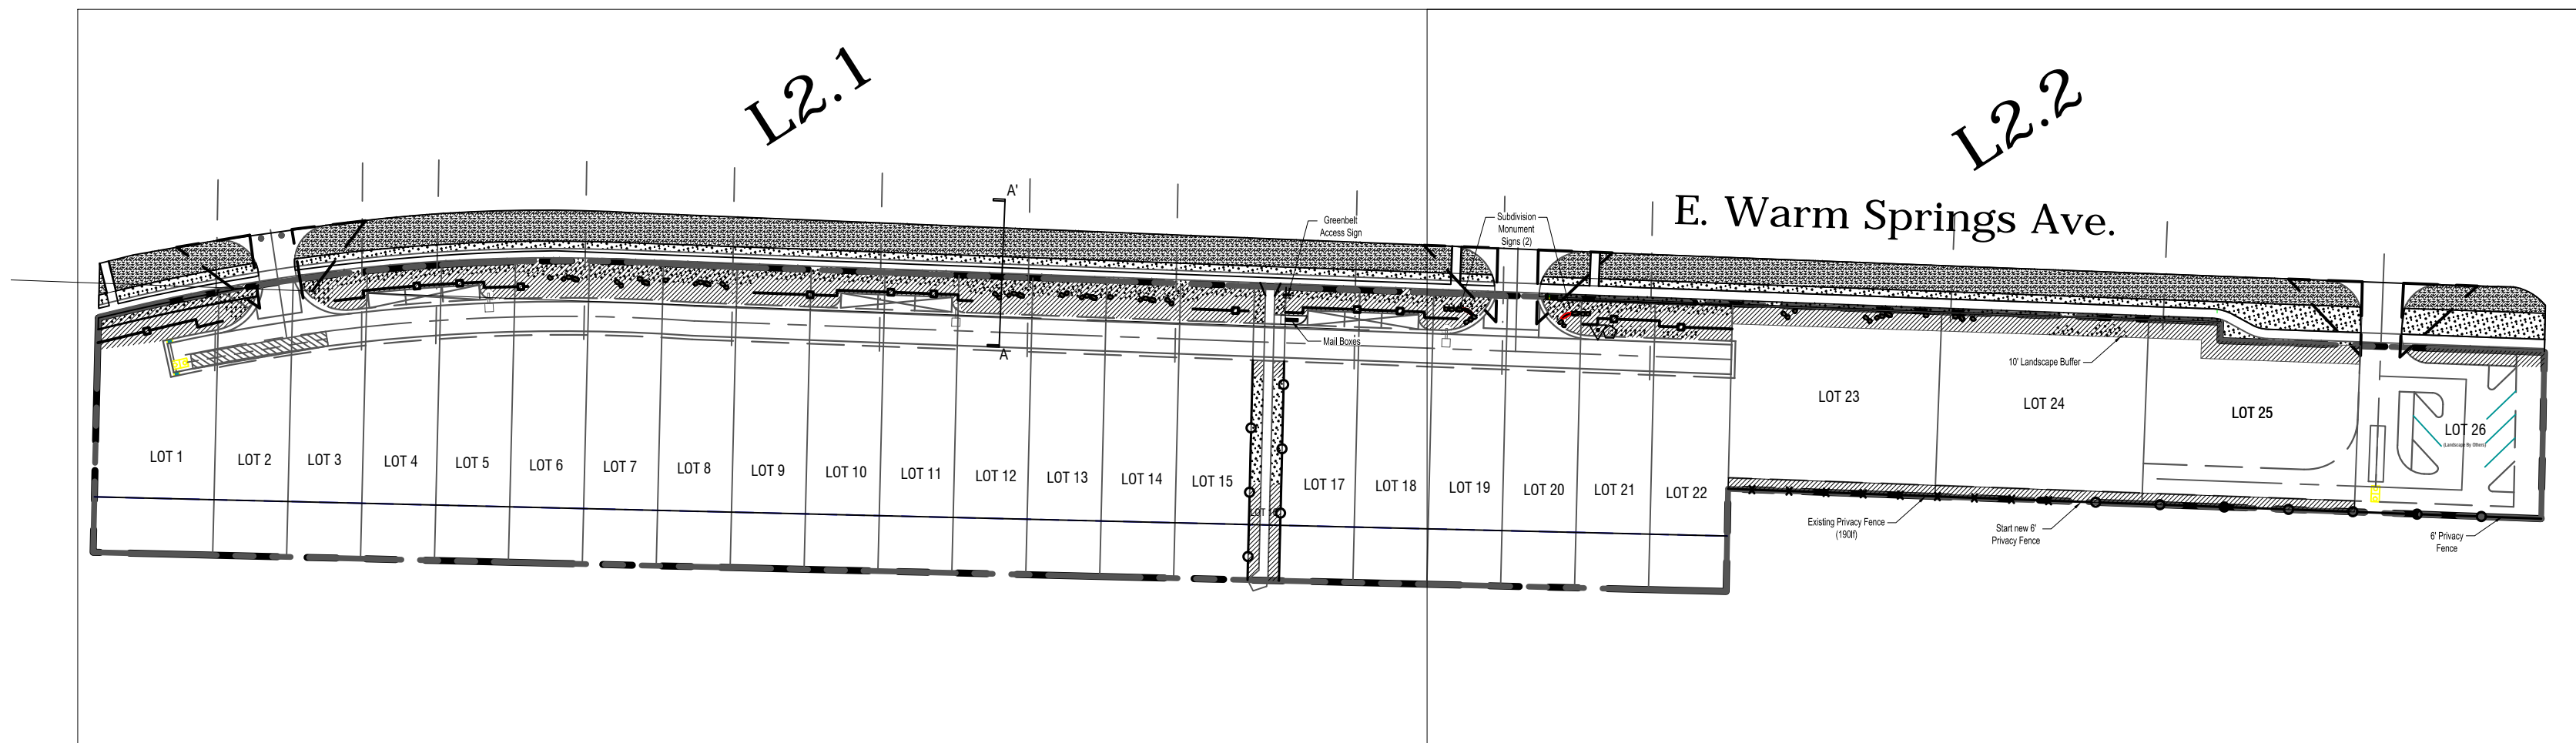 L2.1
L2.2
E. Warm Springs Ave.
A'
A
Greenbelt
Access Sign
Subdivision
Monument
Signs (2)
Mail Boxes
10' Landscape Buffer
LOT 1
LOT 2
LOT 3
LOT 4
LOT 5
LOT 6
LOT 7
LOT 8
LOT 9
LOT 10
LOT 11
LOT 12
LOT 13
LOT 14
LOT 15
LOT 17
LOT 18
LOT 19
LOT 20
LOT 21
LOT 22
LOT 23
LOT 24
LOT 25
LOT 26
(Landscape By Others)
Existing Privacy Fence
(190lf)
Start new 6'
Privacy Fence
6' Privacy
Fence